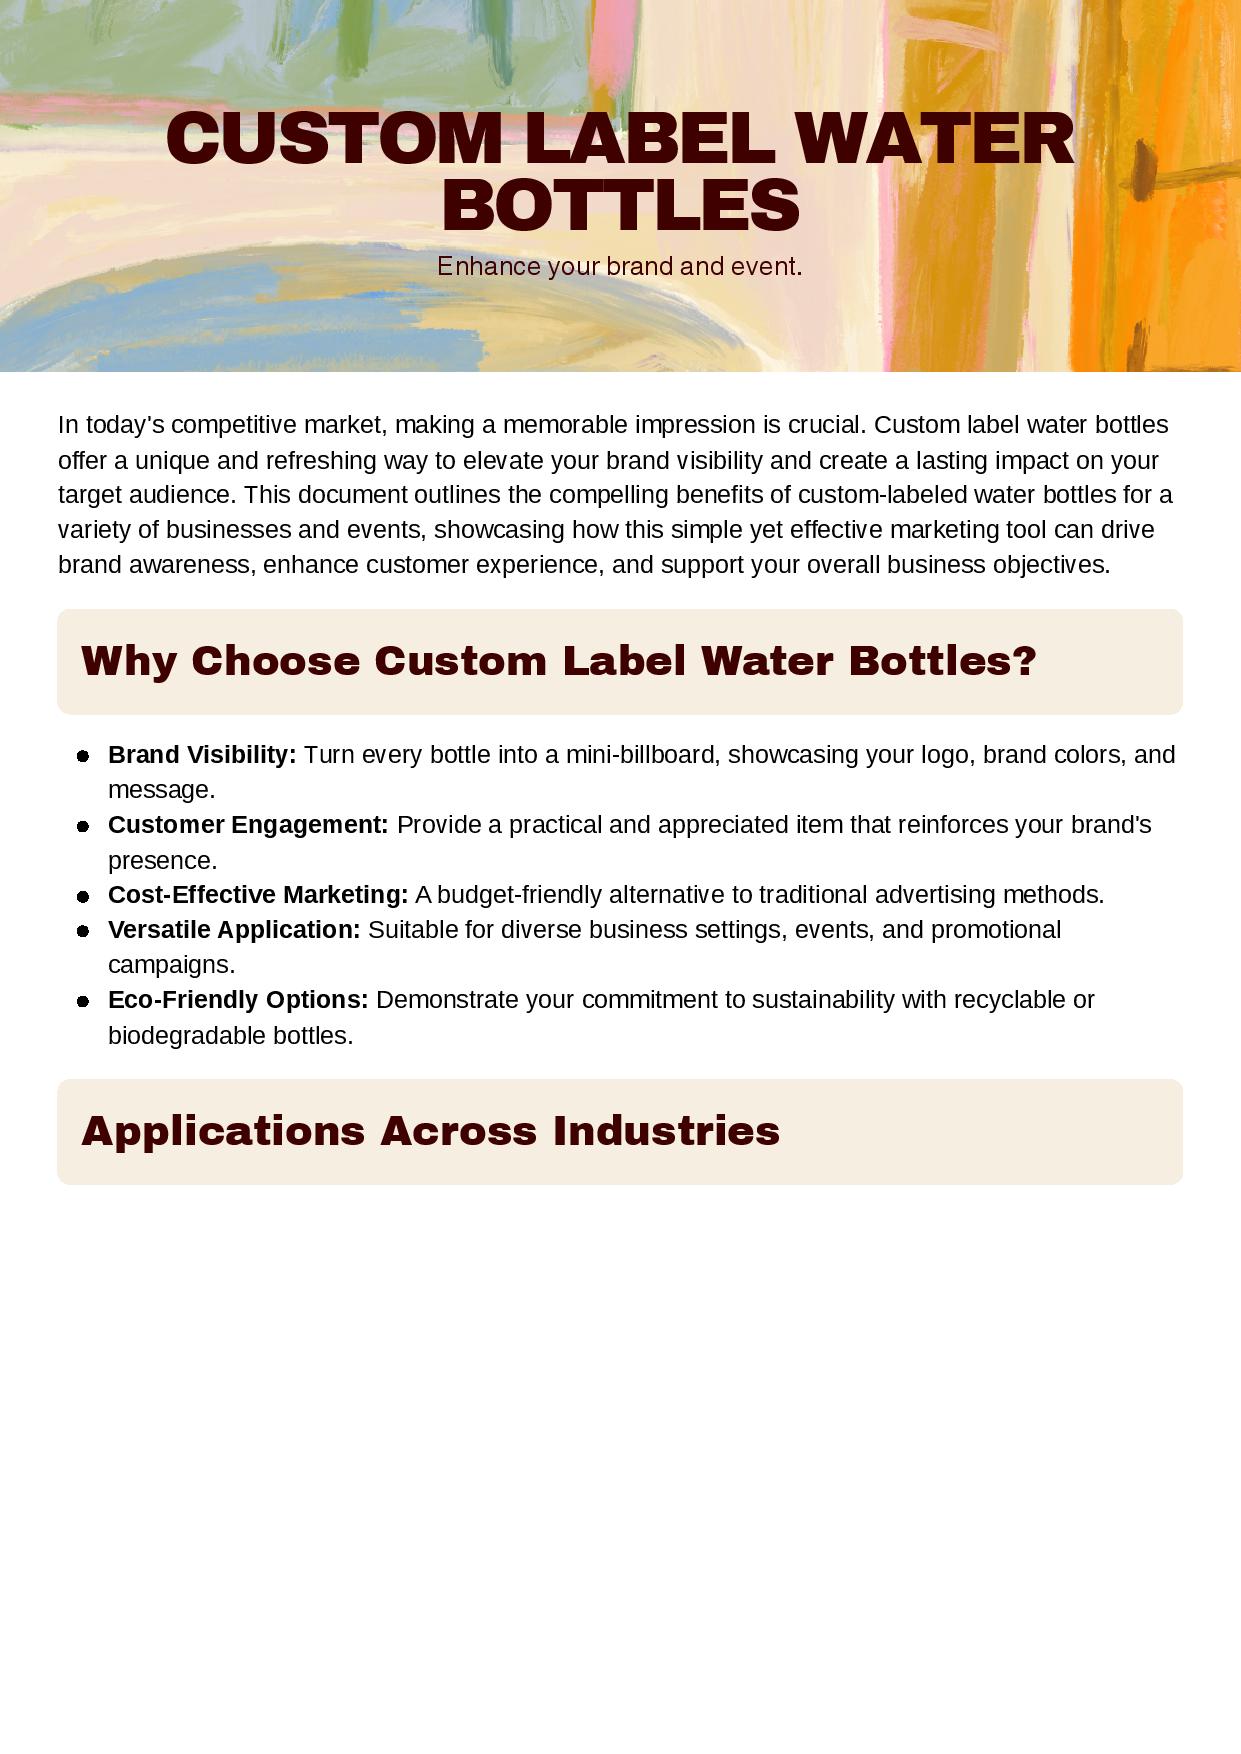 CUSTOM LABEL WATER
BOTTLES
Enhance your brand and event.
In today's competitive market, making a memorable impression is crucial. Custom label water bottles
offer a unique and refreshing way to elevate your brand visibility and create a lasting impact on your
target audience. This document outlines the compelling benefits of custom-labeled water bottles for a
variety of businesses and events, showcasing how this simple yet effective marketing tool can drive
brand awareness, enhance customer experience, and support your overall business objectives.
Why Choose Custom Label Water Bottles?
● Brand Visibility: Turn every bottle into a mini-billboard, showcasing your logo, brand colors, and
message.
● Customer Engagement: Provide a practical and appreciated item that reinforces your brand's
presence.
● Cost-Effective Marketing: A budget-friendly alternative to traditional advertising methods.
● Versatile Application: Suitable for diverse business settings, events, and promotional
campaigns.
● Eco-Friendly Options: Demonstrate your commitment to sustainability with recyclable or
biodegradable bottles.
Applications Across Industries